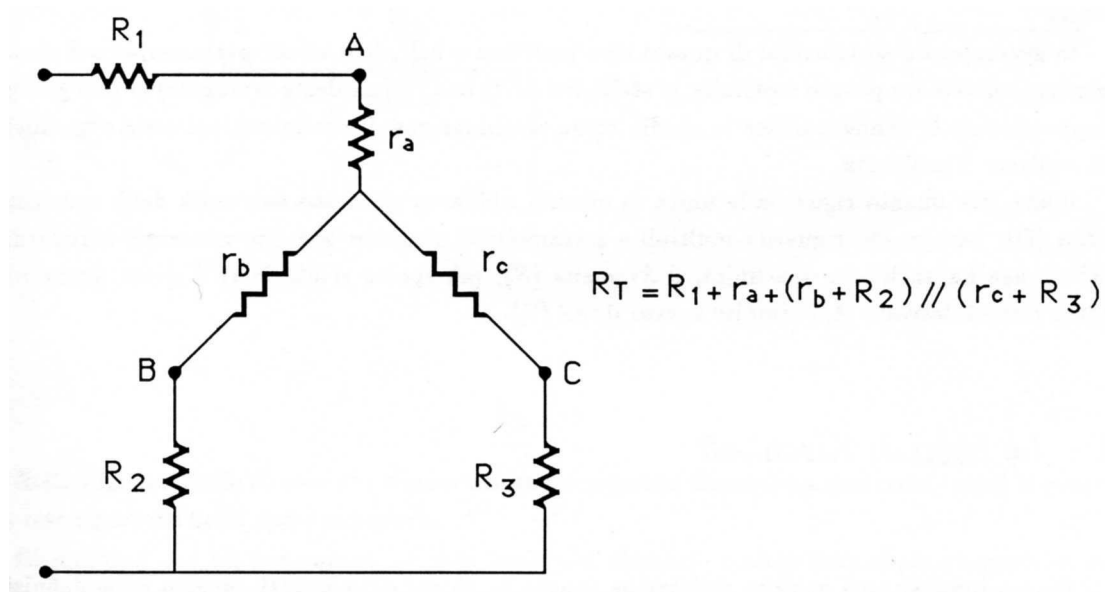 R1
A
ra
rb
rc
RT = R1 + ra + (rb + R2) // (rc + R3)
B
C
R2
R3